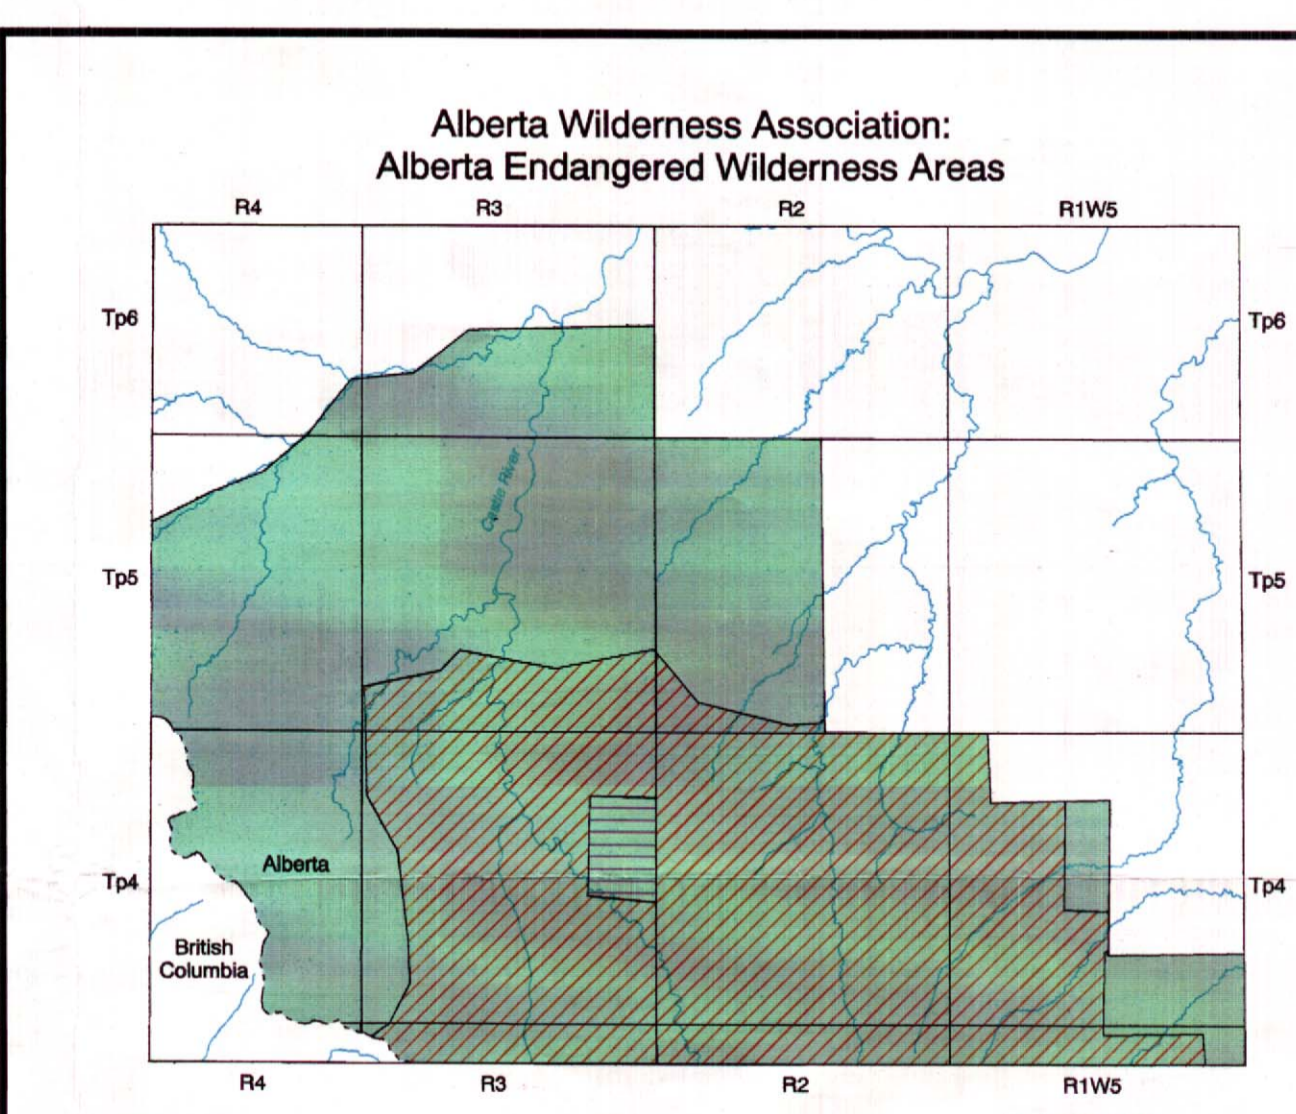 Alberta Wilderness Association:
Alberta Endangered Wilderness Areas
R4 R3 R2 R1W5
Tp6 Tp6
Castle River
Tp5 Tp5
Alberta
Tp4 Tp4
British
Columbia
R4 R3 R2 R1W5